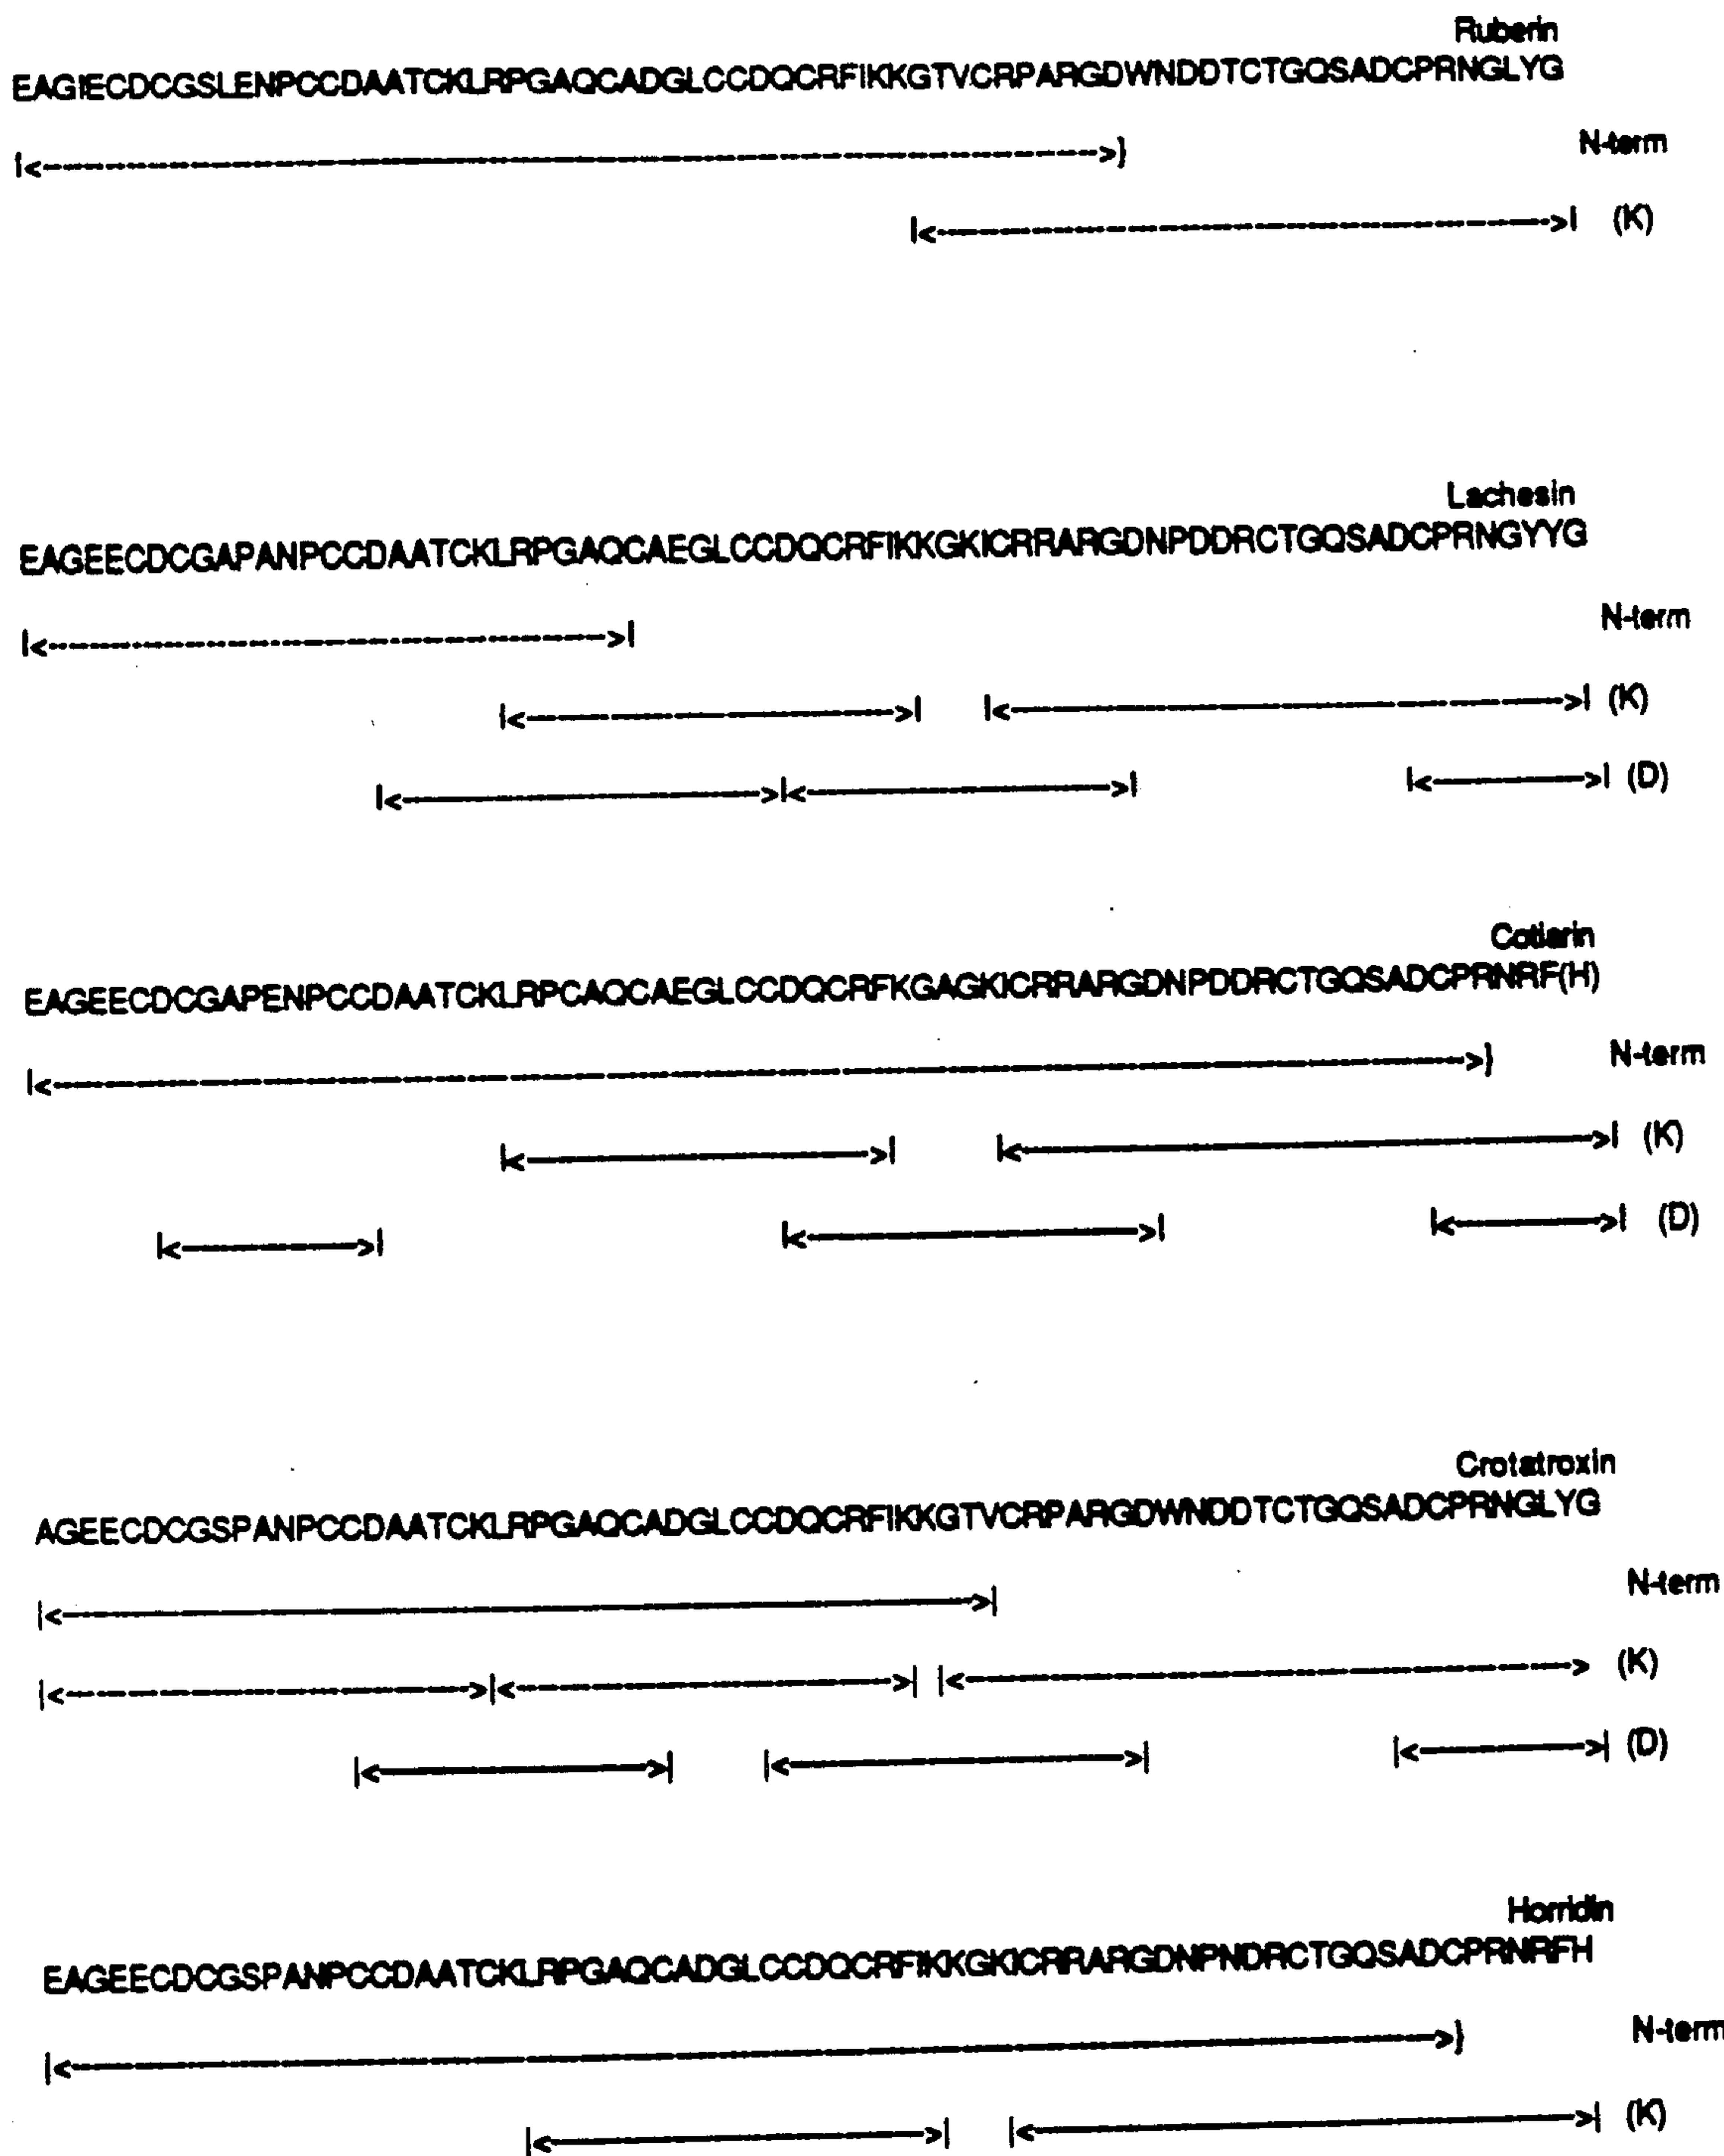 Ruberin
EAGIECDCGSLENPCCDAATCKLRPGAQCADGLCCDQCRFIKKGTVCRPARGDWNDDTCTGQSADCPRNGLYG
N-term
(K)
Lachesin
EAGEECDCGAPANPCCDAATCKLRPGAQCAEGLCCDQCRFIKKGKICRRARGDNPDDRCTGQSADCPRNGYYG
N-term
(K)
(D)
Cotiarin
EAGEECDCGAPENPCCDAATCKLRPCAQCAEGLCCDQCRFKGAGKICRRARGDNPDDRCTGQSADCPRNRF(H)
N-term
(K)
(D)
Crotatroxin
AGEECDCGSPANPCCDAATCKLRPGAQCADGLCCDQCRFIKKGTVCRPARGDWNDDTCTGQSADCPRNGLYG
N-term
(K)
(D)
Horridin
EAGEECDCGSPANPCCDAATCKLRPGAQCADGLCCDQCRFIKKGKICRRARGDNPNDRCTGQSADCPRNRFH
N-term
(K)